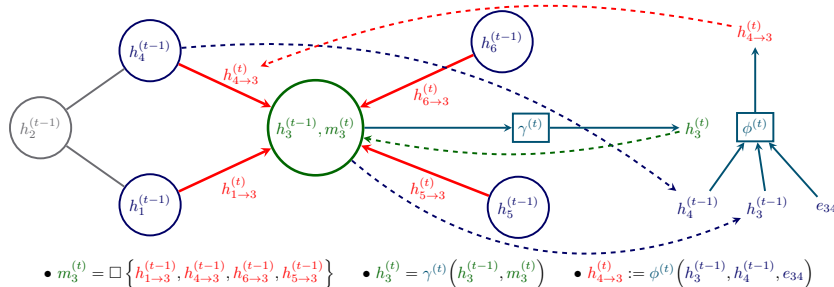 h_{4→3}^{(t)}
h_4^{(t-1)}
h_6^{(t-1)}
h_{4→3}^{(t)}
h_{6→3}^{(t)}
h_2^{(t-1)}
h_3^{(t-1)}, m_3^{(t)}
γ^{(t)}
h_3^{(t)}
ϕ^{(t)}
h_1^{(t-1)}
h_{1→3}^{(t)}
h_{5→3}^{(t)}
h_5^{(t-1)}
h_4^{(t-1)}
h_3^{(t-1)}
e_{34}
• m_3^{(t)} = □ { h_{1→3}^{(t-1)}, h_{4→3}^{(t-1)}, h_{6→3}^{(t-1)}, h_{5→3}^{(t-1)} } • h_3^{(t)} = γ^{(t)} ( h_3^{(t-1)}, m_3^{(t)} ) • h_{4→3}^{(t-1)} := ϕ^{(t)} ( h_3^{(t-1)}, h_4^{(t-1)}, e_{34} )